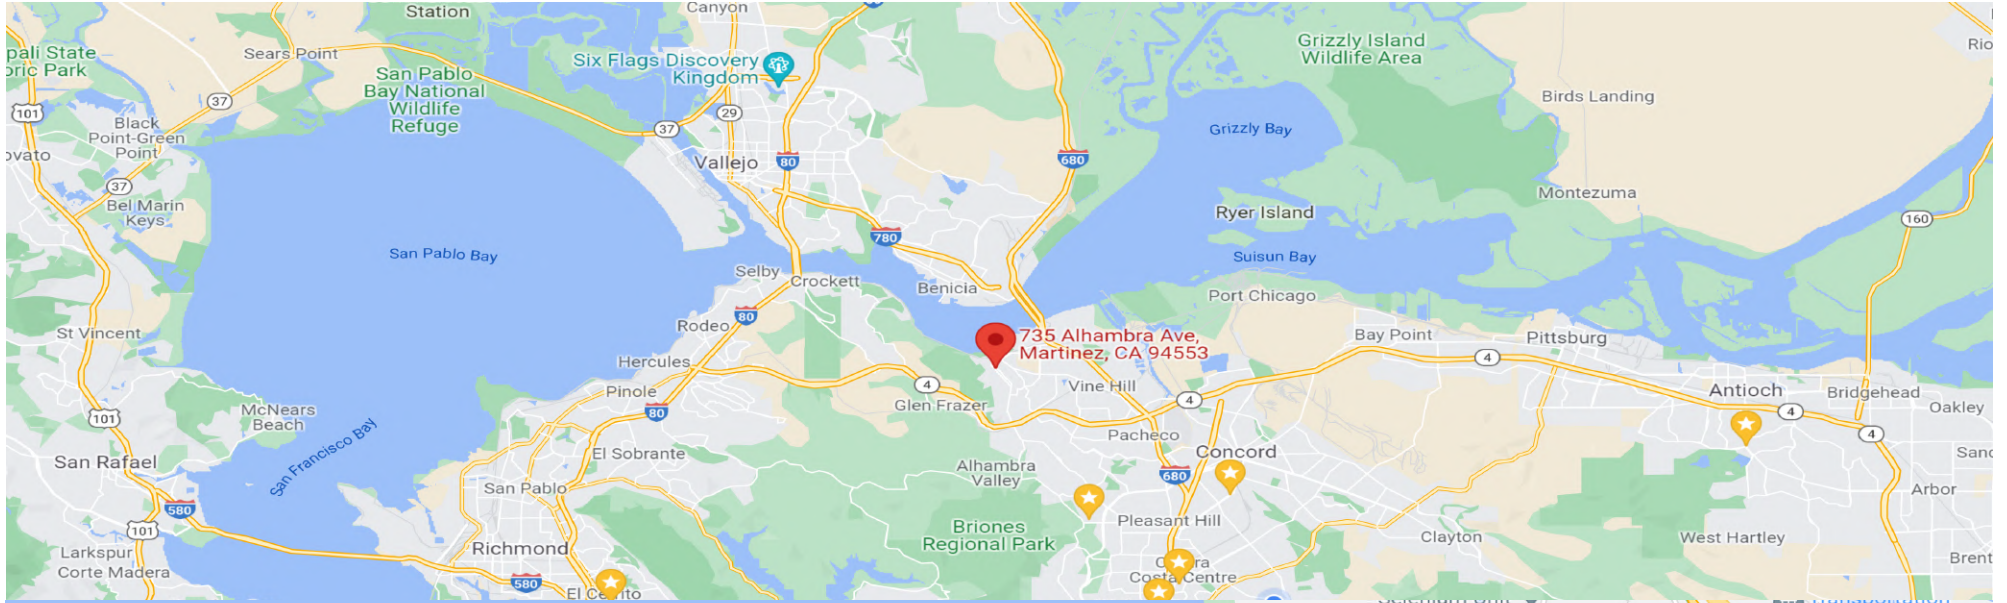 Station
Canyon
pali State
oric Park
Sears Point
San Pablo
Bay National
Wildlife
Refuge
Six Flags Discovery
Kingdom
Grizzly Island
Wildlife Area
Rio
101
37
Black
Point-Green
Point
ovato
37
29
Vallejo
80
680
Grizzly Bay
Birds Landing
37
Bel Marin
Keys
Montezuma
Ryer Island
160
780
San Pablo Bay
Suisun Bay
Selby
Crockett
Benicia
Port Chicago
80
Rodeo
St Vincent
735 Alhambra Ave,
Martinez, CA 94553
Bay Point
Pittsburg
4
Hercules
Pinole
4
Vine Hill
4
Antioch
Bridgehead
Oakley
Glen Frazer
80
McNears
Beach
101
4
4
San Francisco Bay
Pacheco
Concord
San Rafael
El Sobrante
Alhambra
Valley
680
Sand
San Pablo
Arbor
580
101
Briones
Regional Park
Pleasant Hill
Clayton
West Hartley
Richmond
Larkspur
Corte Madera
Brent
580
El Cerrito
Costa Centre